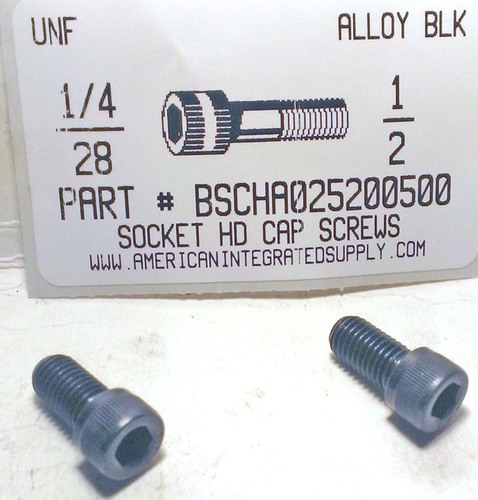 UNF ALLOY BLK
1/4 1
28 2
PART # BSCHA025200500
SOCKET HD CAP SCREWS
WWW.AMERICANINTEGRATEDSUPPLY.COM